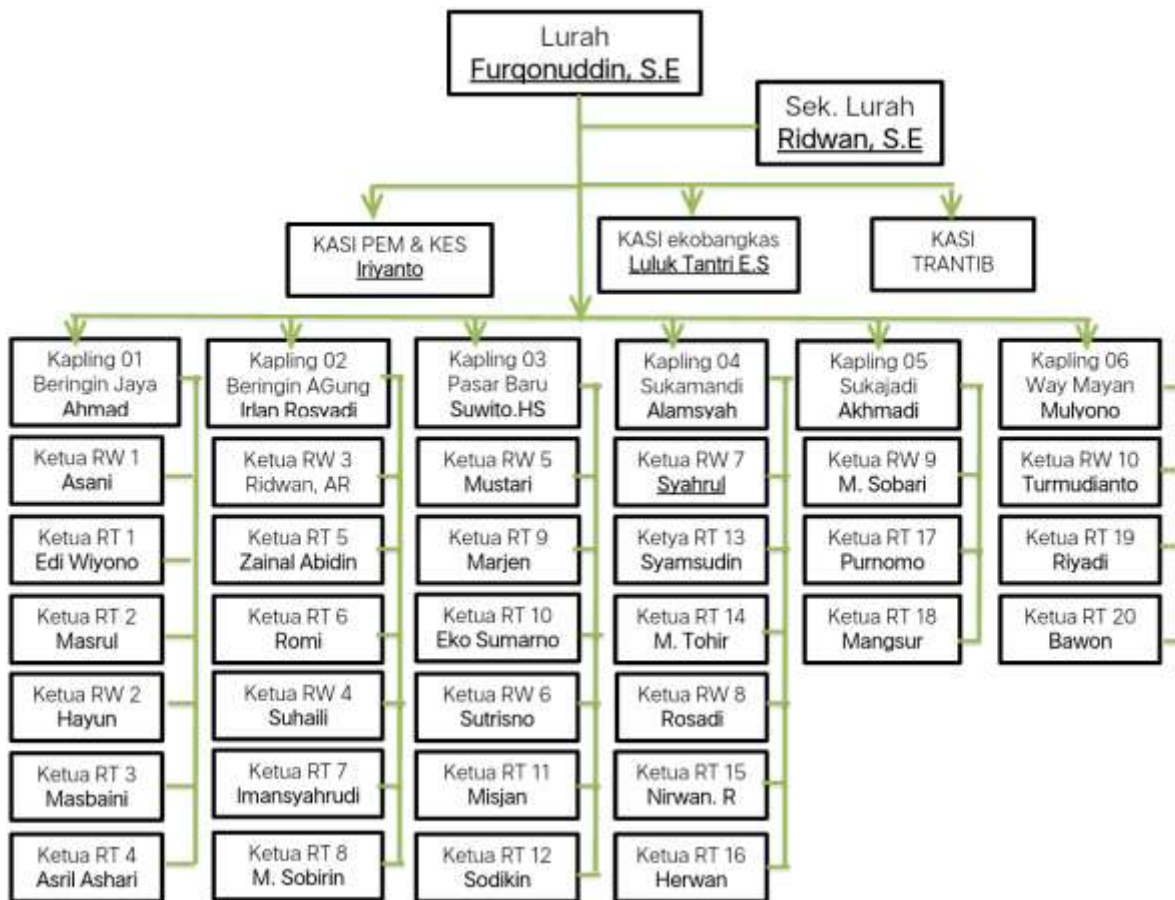 Lurah
Furqonuddin, S.E
Sek. Lurah
Ridwan, S.E
KASI PEM & KES
Iriyanto
KASI ekobangkas
Luluk Tantri E.S
KASI
TRANTIB
Kapling 01
Beringin Jaya
Ahmad
Ketua RW 1
Asani
Ketua RT 1
Edi Wiyono
Ketua RT 2
Masrul
Ketua RW 2
Hayun
Ketua RT 3
Masbaini
Ketua RT 4
Asril Ashari
Kapling 02
Beringin AGung
Irlan Rosyadi
Ketua RW 3
Ridwan, AR
Ketua RT 5
Zainal Abidin
Ketua RT 6
Romi
Ketua RW 4
Suhaili
Ketua RT 7
Imansyahrudi
Ketua RT 8
M. Sobirin
Kapling 03
Pasar Baru
Suwito.HS
Ketua RW 5
Mustari
Ketua RT 9
Marjen
Ketua RT 10
Eko Sumarno
Ketua RW 6
Sutrisno
Ketua RT 11
Misjan
Ketua RT 12
Sodikin
Kapling 04
Sukamandi
Alamsyah
Ketua RW 7
Syahrul
Ketya RT 13
Syamsudin
Ketua RT 14
M. Tohir
Ketua RW 8
Rosadi
Ketua RT 15
Nirwan. R
Ketua RT 16
Herwan
Kapling 05
Sukajadi
Akhmadi
Ketua RW 9
M. Sobari
Ketua RT 17
Purnomo
Ketua RT 18
Mangsur
Kapling 06
Way Mayan
Mulyono
Ketua RW 10
Turmudianto
Ketua RT 19
Riyadi
Ketua RT 20
Bawon